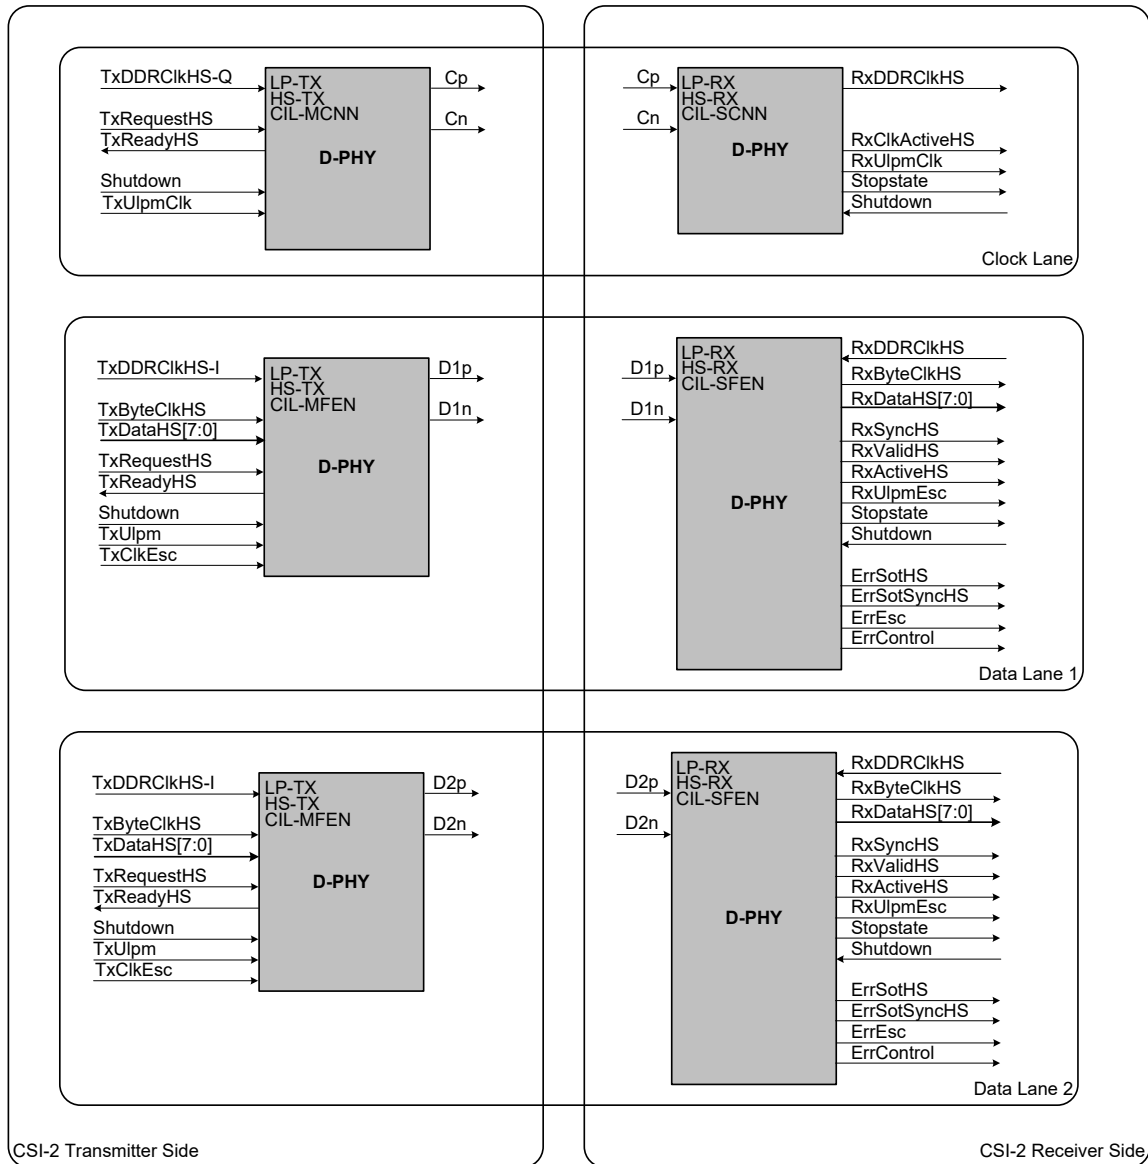 TxDDRClkHS-Q
TxRequestHS
TxReadyHS
Shutdown
TxUlpmClk
LP-TX
HS-TX
CIL-MCNN
D-PHY
Cp
Cn
Cp
Cn
LP-RX
HS-RX
CIL-SCNN
D-PHY
RxDDRClkHS
RxClkActiveHS
RxUlpmClk
Stopstate
Shutdown
Clock Lane
TxDDRClkHS-I
TxByteClkHS
TxDataHS[7:0]
TxRequestHS
TxReadyHS
Shutdown
TxUlpm
TxClkEsc
LP-TX
HS-TX
CIL-MFEN
D-PHY
D1p
D1n
D1p
D1n
LP-RX
HS-RX
CIL-SFEN
D-PHY
RxDDRClkHS
RxByteClkHS
RxDataHS[7:0]
RxSyncHS
RxValidHS
RxActiveHS
RxUlpmEsc
Stopstate
Shutdown
ErrSotHS
ErrSotSyncHS
ErrEsc
ErrControl
Data Lane 1
TxDDRClkHS-I
TxByteClkHS
TxDataHS[7:0]
TxRequestHS
TxReadyHS
Shutdown
TxUlpm
TxClkEsc
LP-TX
HS-TX
CIL-MFEN
D-PHY
D2p
D2n
D2p
D2n
LP-RX
HS-RX
CIL-SFEN
D-PHY
RxDDRClkHS
RxByteClkHS
RxDataHS[7:0]
RxSyncHS
RxValidHS
RxActiveHS
RxUlpmEsc
Stopstate
Shutdown
ErrSotHS
ErrSotSyncHS
ErrEsc
ErrControl
Data Lane 2
CSI-2 Transmitter Side
CSI-2 Receiver Side